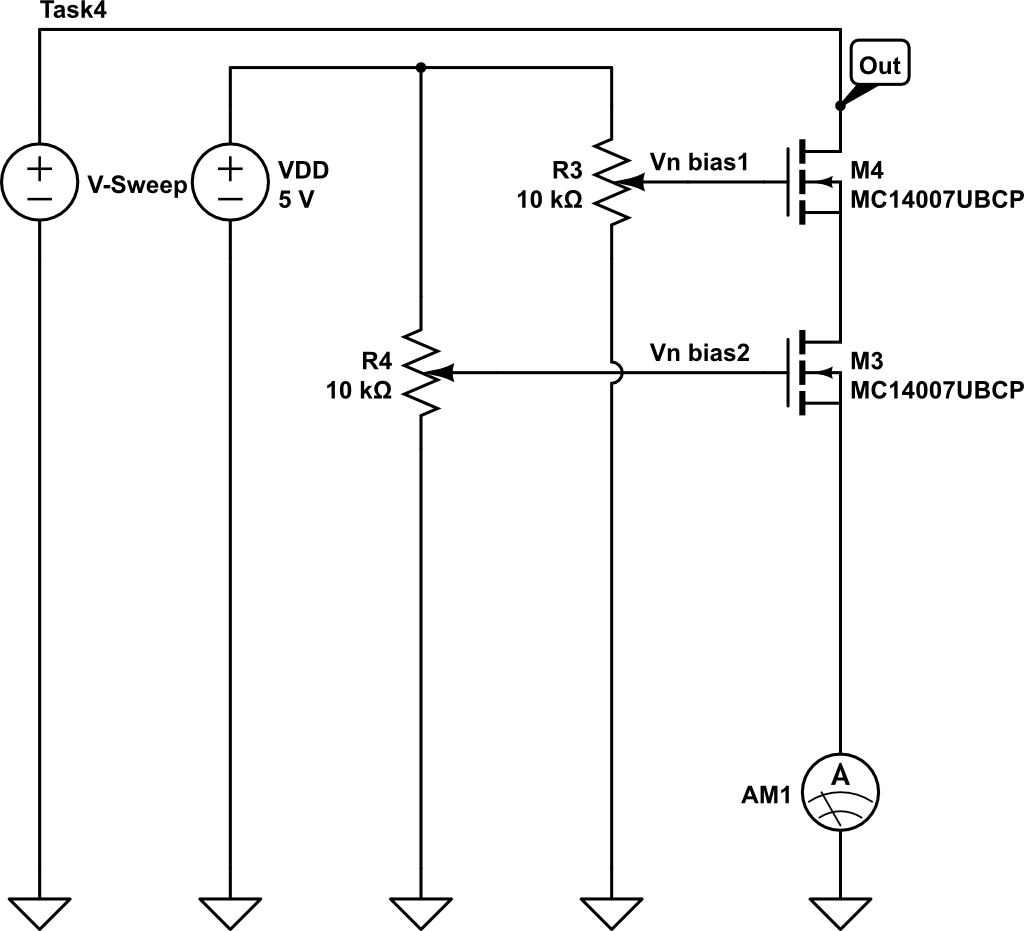 Task4
Out
V-Sweep
VDD
5 V
R3
10 kΩ
Vn bias1
M4
MC14007UBCP
R4
10 kΩ
Vn bias2
M3
MC14007UBCP
AM1
A